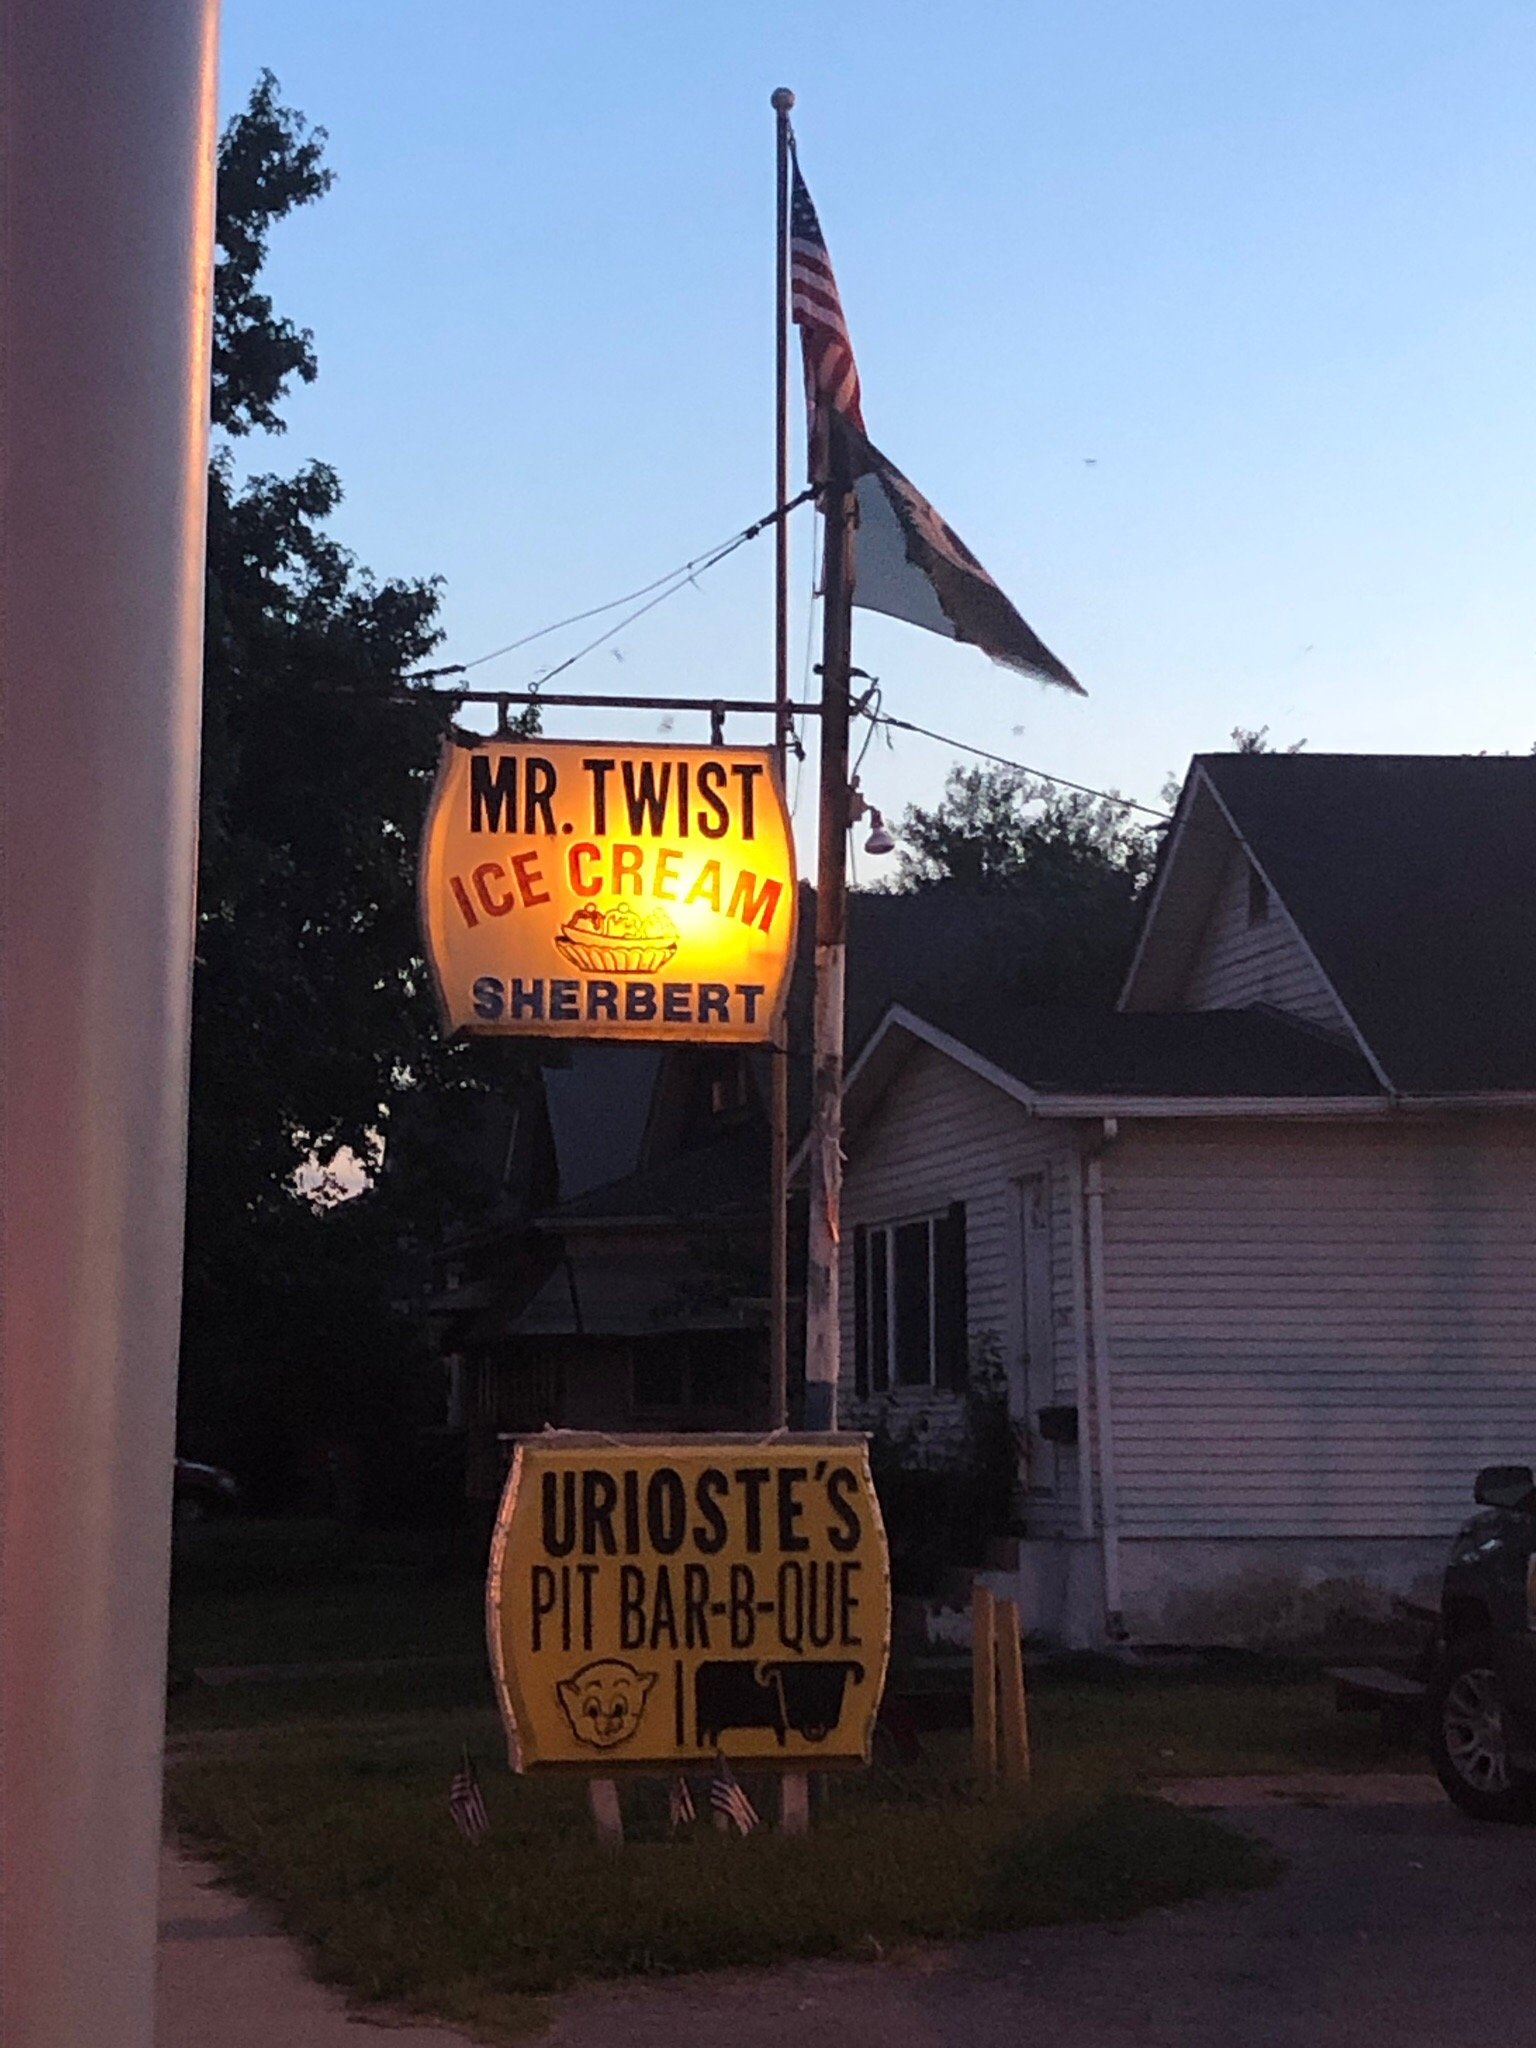 MR. TWIST
ICE CREAM
SHERBERT
URIOSTE'S
PIT BAR-B-QUE